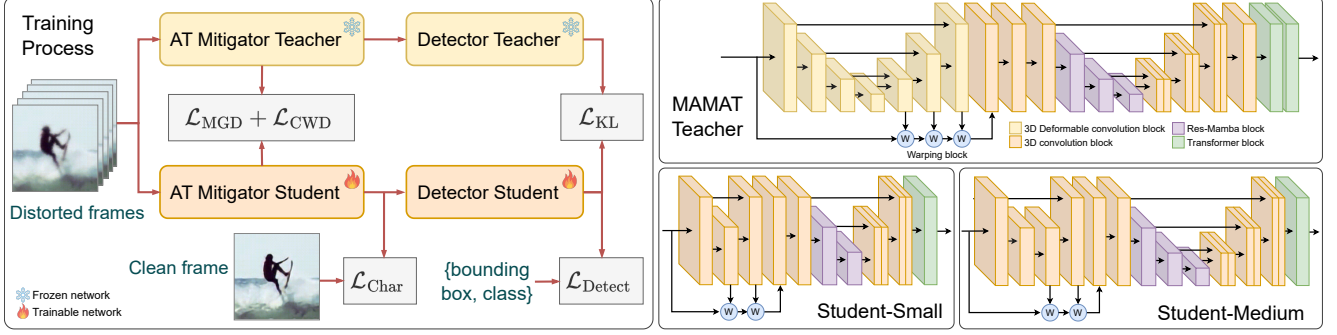 Training
Process
AT Mitigator Teacher
Detector Teacher
ℒMGD + ℒCWD
ℒKL
AT Mitigator Student
Detector Student
Distorted frames
Clean frame
ℒChar
{bounding
box, class}
ℒDetect
Frozen network
Trainable network
MAMAT
Teacher
W W W
Warping block
3D Deformable convolution block
3D convolution block
Res-Mamba block
Transformer block
W W
Student-Small
W W
Student-Medium